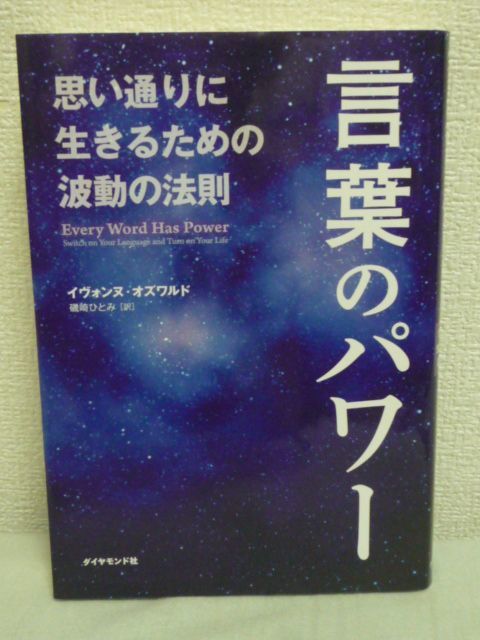 言葉のパワー
思い通りに
生きるための
波動の法則
Every Word Has Power
Switch on Your Language and Turn on Your Life
イヴォンヌ・オズワルド
磯崎ひとみ [訳]
ダイヤモンド社